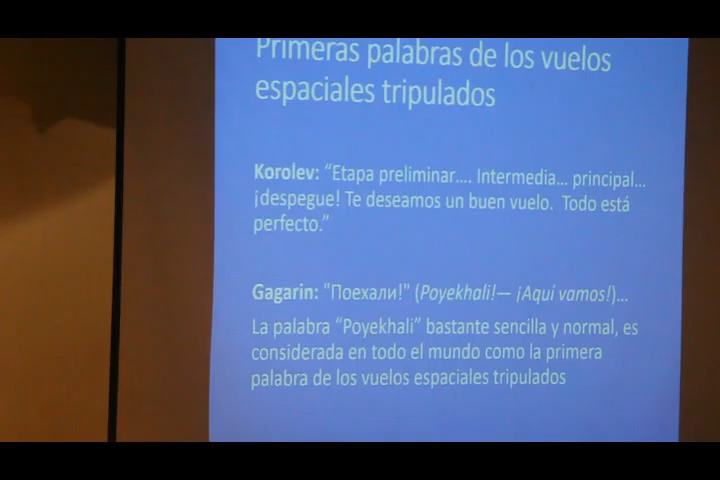 Primeras palabras de los vuelos
espaciales tripulados
Korolev: “Etapa preliminar.... Intermedia... principal...
¡despegue! Te deseamos un buen vuelo.  Todo está
perfecto.”
Gagarin: "Поехали!" (Poyekhali!— ¡Aquí vamos!)...
La palabra “Poyekhali” bastante sencilla y normal, es
considerada en todo el mundo como la primera
palabra de los vuelos espaciales tripulados